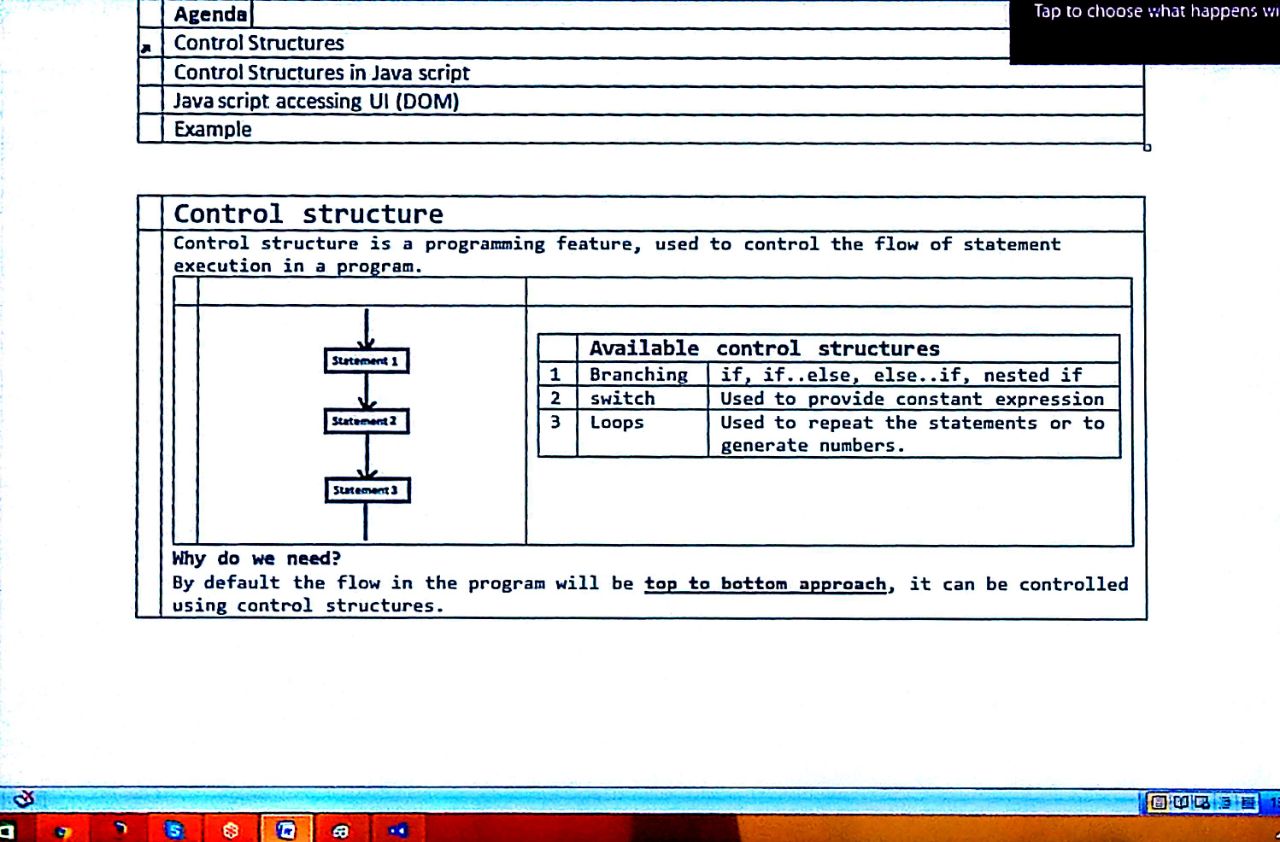 Agenda
Tap to choose what happens wi
Control Structures
Control Structures in Java script
Java script accessing UI (DOM)
Example
Control structure
Control structure is a programming feature, used to control the flow of statement
execution in a program.
Statement 1
Statement 2
Statement 3
Available control structures
1 Branching if, if..else, else..if, nested if
2 switch Used to provide constant expression
3 Loops Used to repeat the statements or to
generate numbers.
Why do we need?
By default the flow in the program will be top to bottom approach, it can be controlled
using control structures.